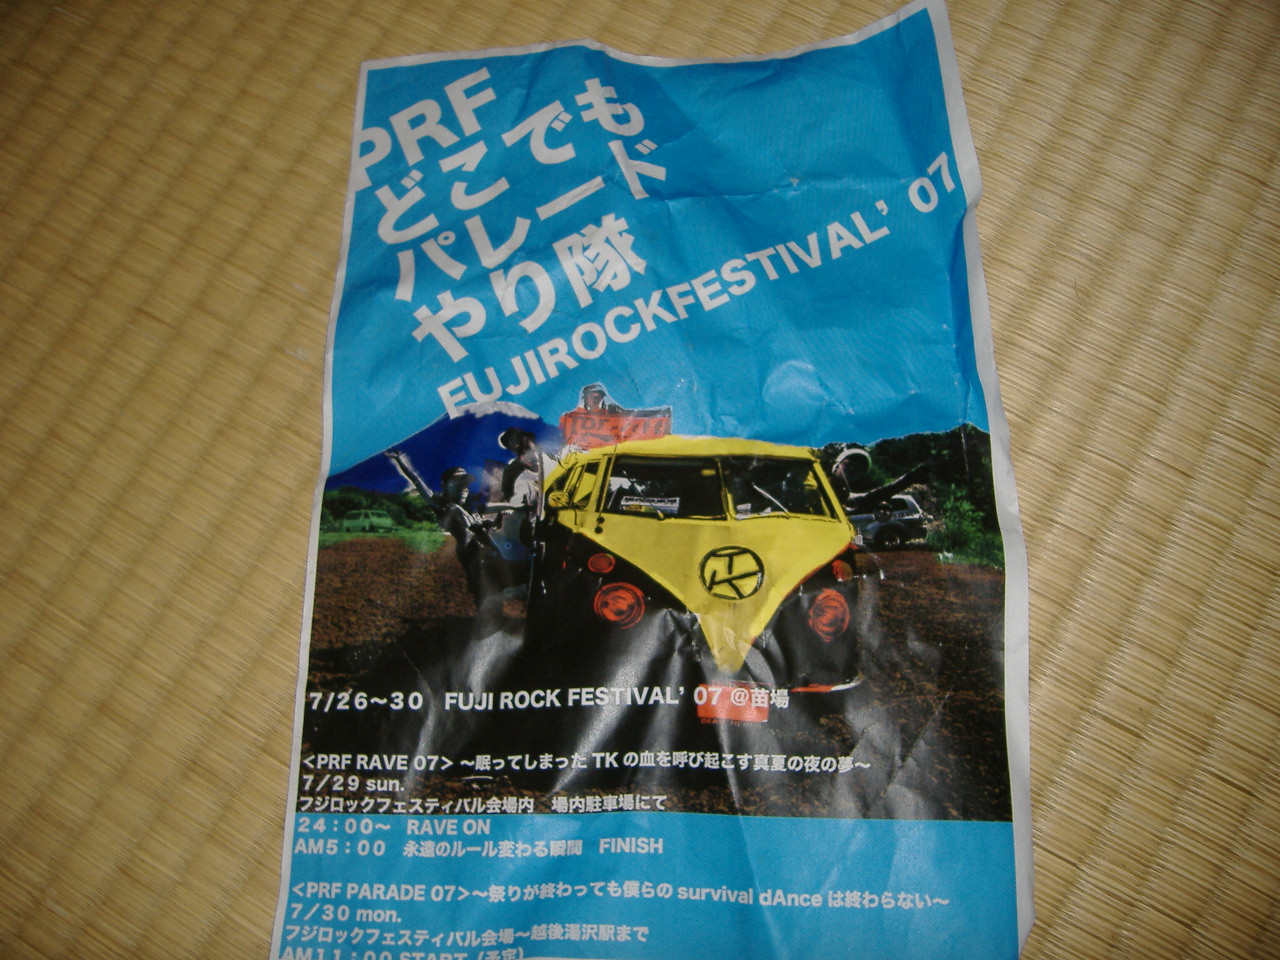 PRF
どこでも
パレード
やり隊
FUJIROCKFESTIVAL' 07
TK
7/26〜30 FUJI ROCK FESTIVAL' 07 @苗場
<PRF RAVE 07> 〜眠ってしまった TK の血を呼び起こす真夏の夜の夢〜
7/29 sun.
フジロックフェスティバル会場内 場内駐車場にて
24:00〜 RAVE ON
AM5:00 永遠のルール変わる瞬間 FINISH
<PRF PARADE 07>〜祭りが終わっても僕らの survival dAnce は終わらない〜
7/30 mon.
フジロックフェスティバル会場〜越後湯沢駅まで
AM11:00 START (予定)